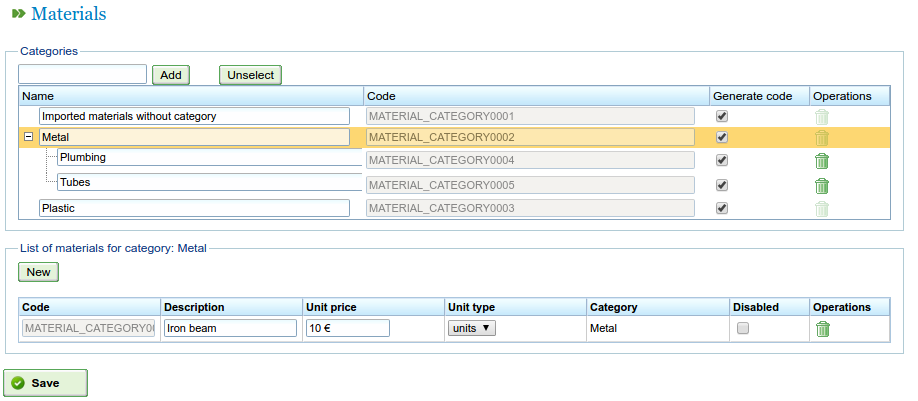 Materials
Categories
Add Unselect
Name Code Generate code Operations
Imported materials without category MATERIAL_CATEGORY0001
Metal MATERIAL_CATEGORY0002
Plumbing MATERIAL_CATEGORY0004
Tubes MATERIAL_CATEGORY0005
Plastic MATERIAL_CATEGORY0003
List of materials for category: Metal
New
Code Description Unit price Unit type Category Disabled Operations
MATERIAL_CATEGORY00 Iron beam 10 € units Metal
Save